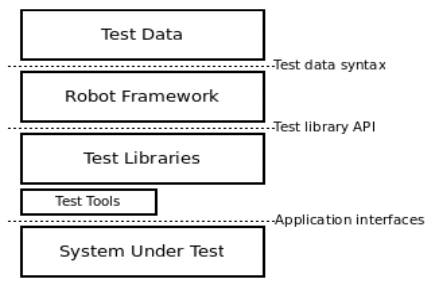 Test Data
Test data syntax
Robot Framework
Test library API
Test Libraries
Test Tools
Application interfaces
System Under Test